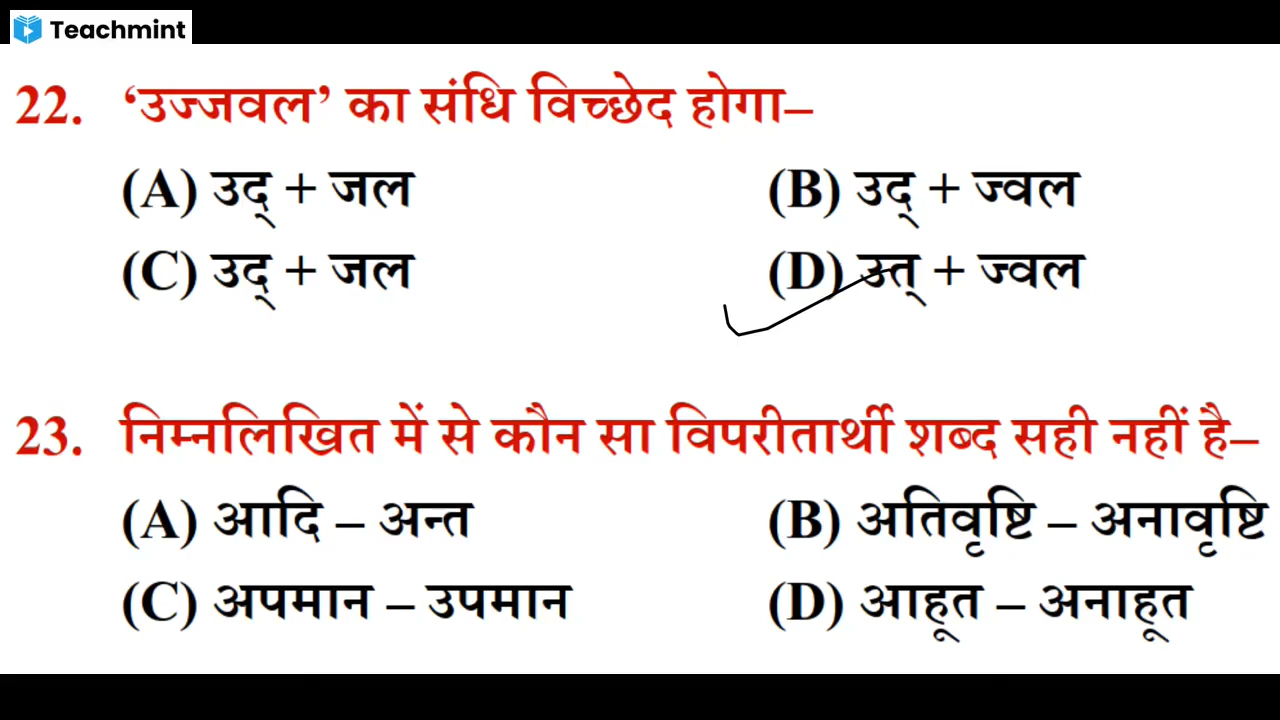 Teachmint
22. ‘उज्जवल’ का संधि विच्छेद होगा–
(A) उद् + जल (B) उद् + ज्वल
(C) उद् + जल (D) उत् + ज्वल
23. निम्नलिखित में से कौन सा विपरीतार्थी शब्द सही नहीं है–
(A) आदि – अन्त (B) अतिवृष्टि – अनावृष्टि
(C) अपमान – उपमान (D) आहूत – अनाहूत